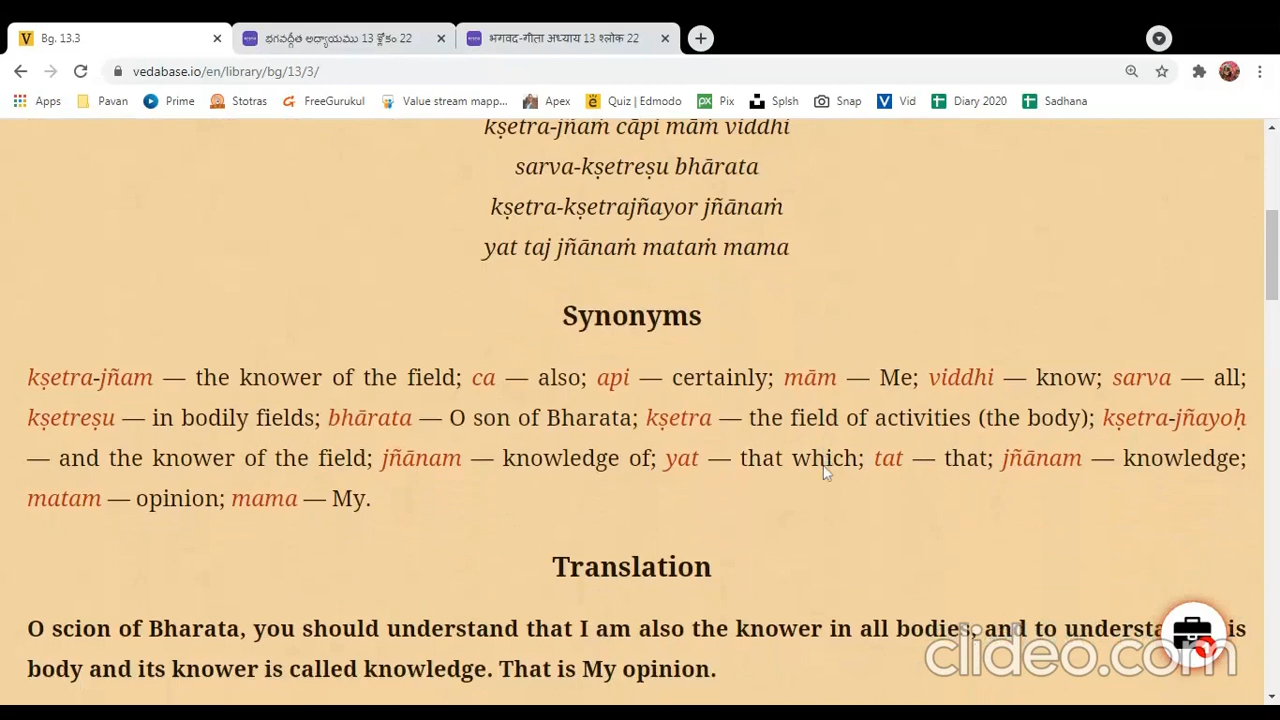 Bg. 13.3
భగవద్గీత అధ్యాయము 13 శ్లోకం 22
भगवद-गीता अध्याय 13 श्लोक 22
vedabase.io/en/library/bg/13/3/
Apps Pavan Prime Stotras FreeGurukul Value stream mapp... Apex Quiz | Edmodo Pix Splsh Snap Vid Diary 2020 Sadhana
kṣetra-jñaṁ cāpi māṁ viddhi
sarva-kṣetreṣu bhārata
kṣetra-kṣetrajñayor jñānaṁ
yat taj jñānaṁ mataṁ mama
Synonyms
kṣetra-jñam — the knower of the field; ca — also; api — certainly; mām — Me; viddhi — know; sarva — all;
kṣetreṣu — in bodily fields; bhārata — O son of Bharata; kṣetra — the field of activities (the body); kṣetra-jñayoḥ
— and the knower of the field; jñānam — knowledge of; yat — that which; tat — that; jñānam — knowledge;
matam — opinion; mama — My.
Translation
O scion of Bharata, you should understand that I am also the knower in all bodies, and to understa is
body and its knower is called knowledge. That is My opinion.
clideo.com